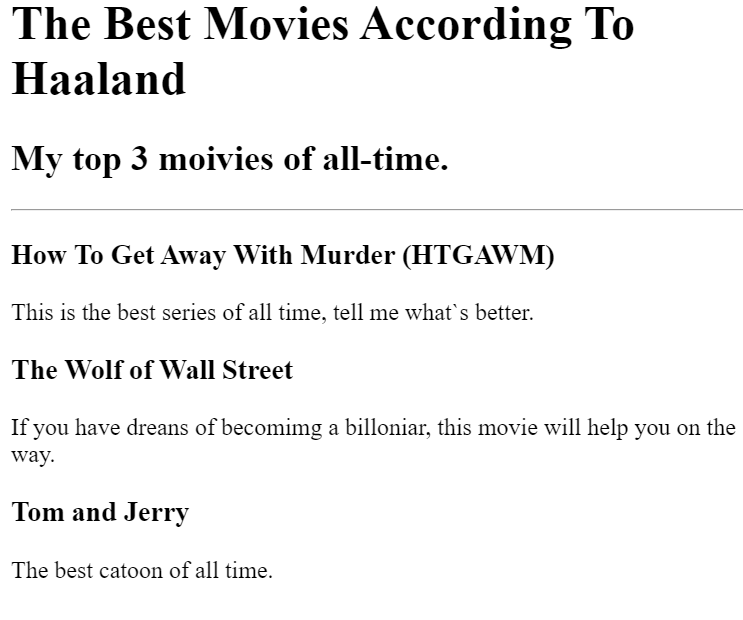 The Best Movies According To
Haaland
My top 3 moivies of all-time.
How To Get Away With Murder (HTGAWM)
This is the best series of all time, tell me what`s better.
The Wolf of Wall Street
If you have dreans of becomimg a billoniar, this movie will help you on the
way.
Tom and Jerry
The best catoon of all time.